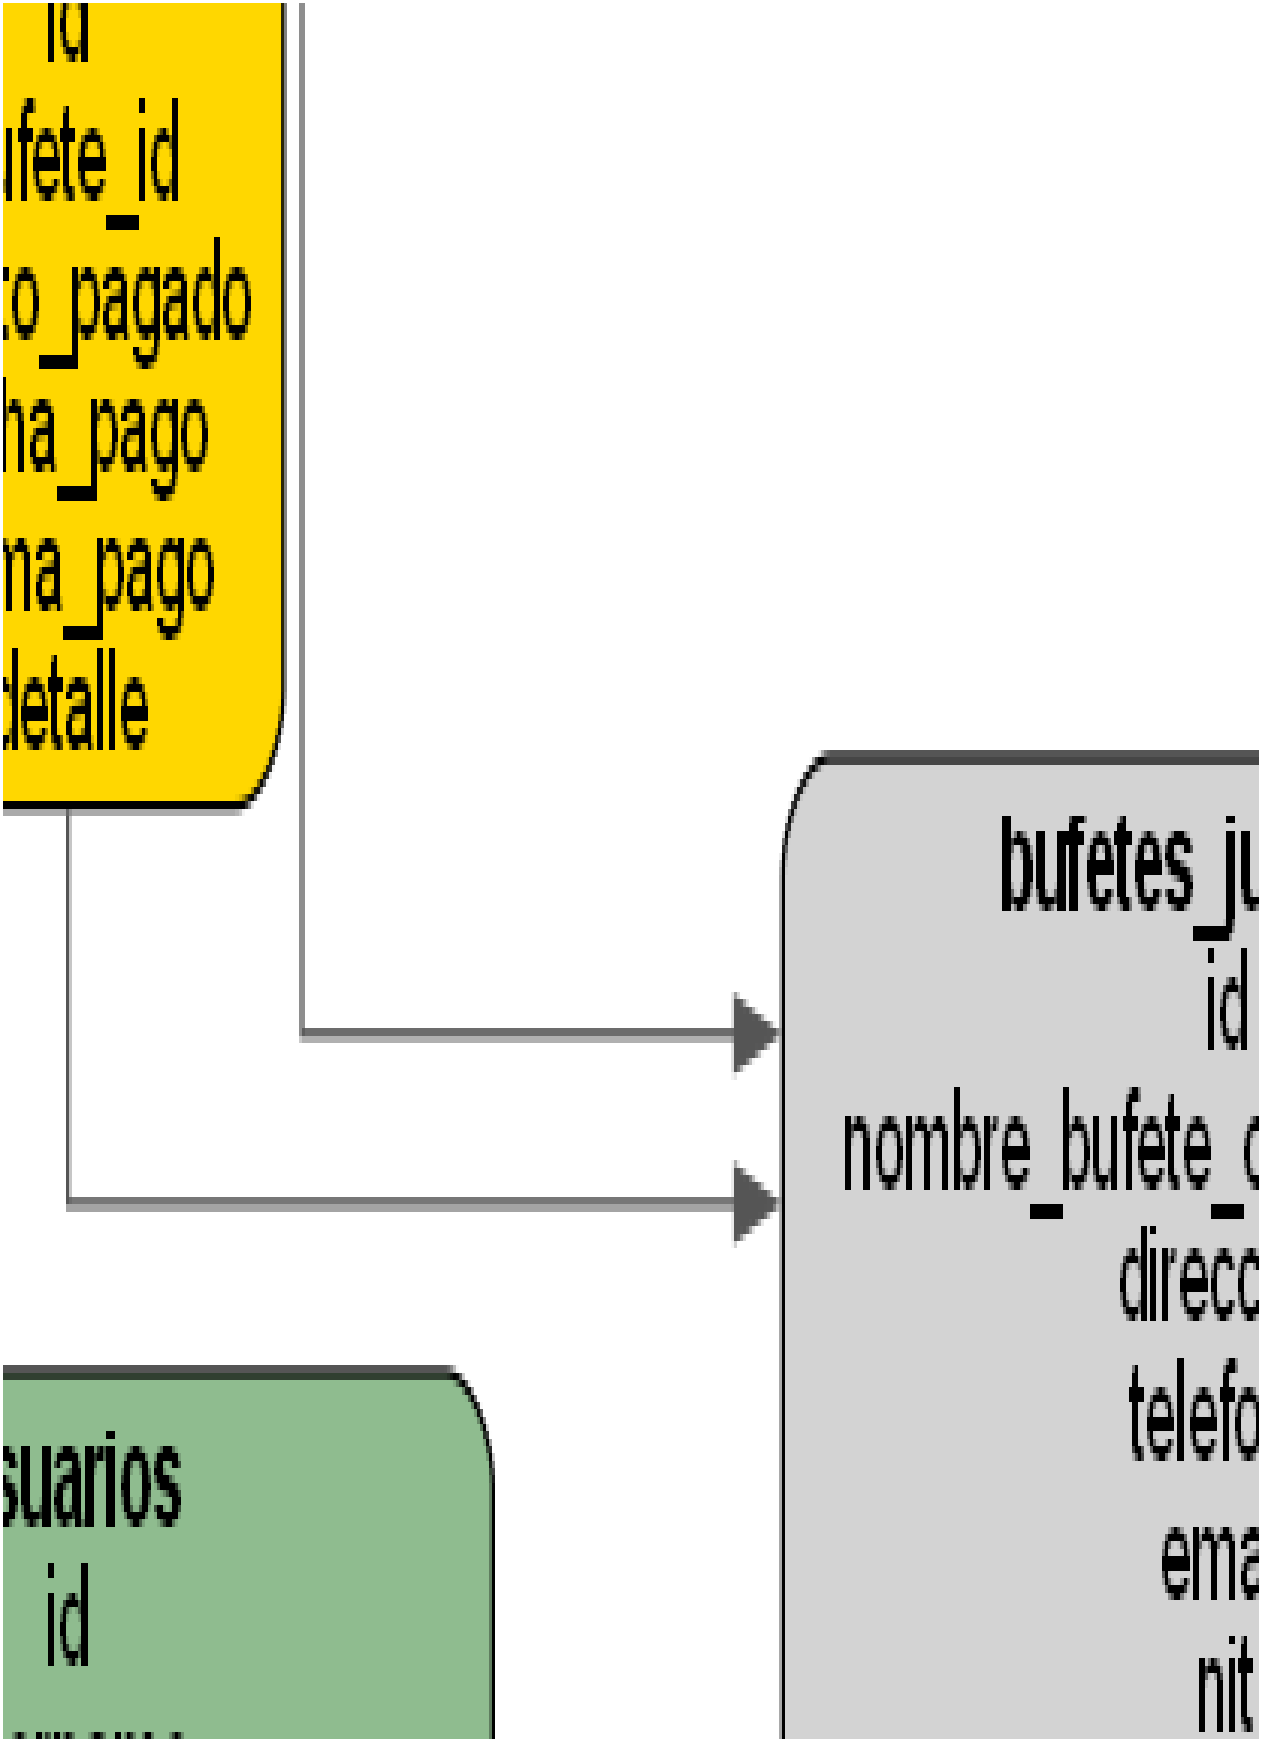 id
ufete_id
to_pagado
ha_pago
ma_pago
detalle
bufetes_ju
id
nombre_bufete_
direcc
telefo
ema
nit
suarios
id